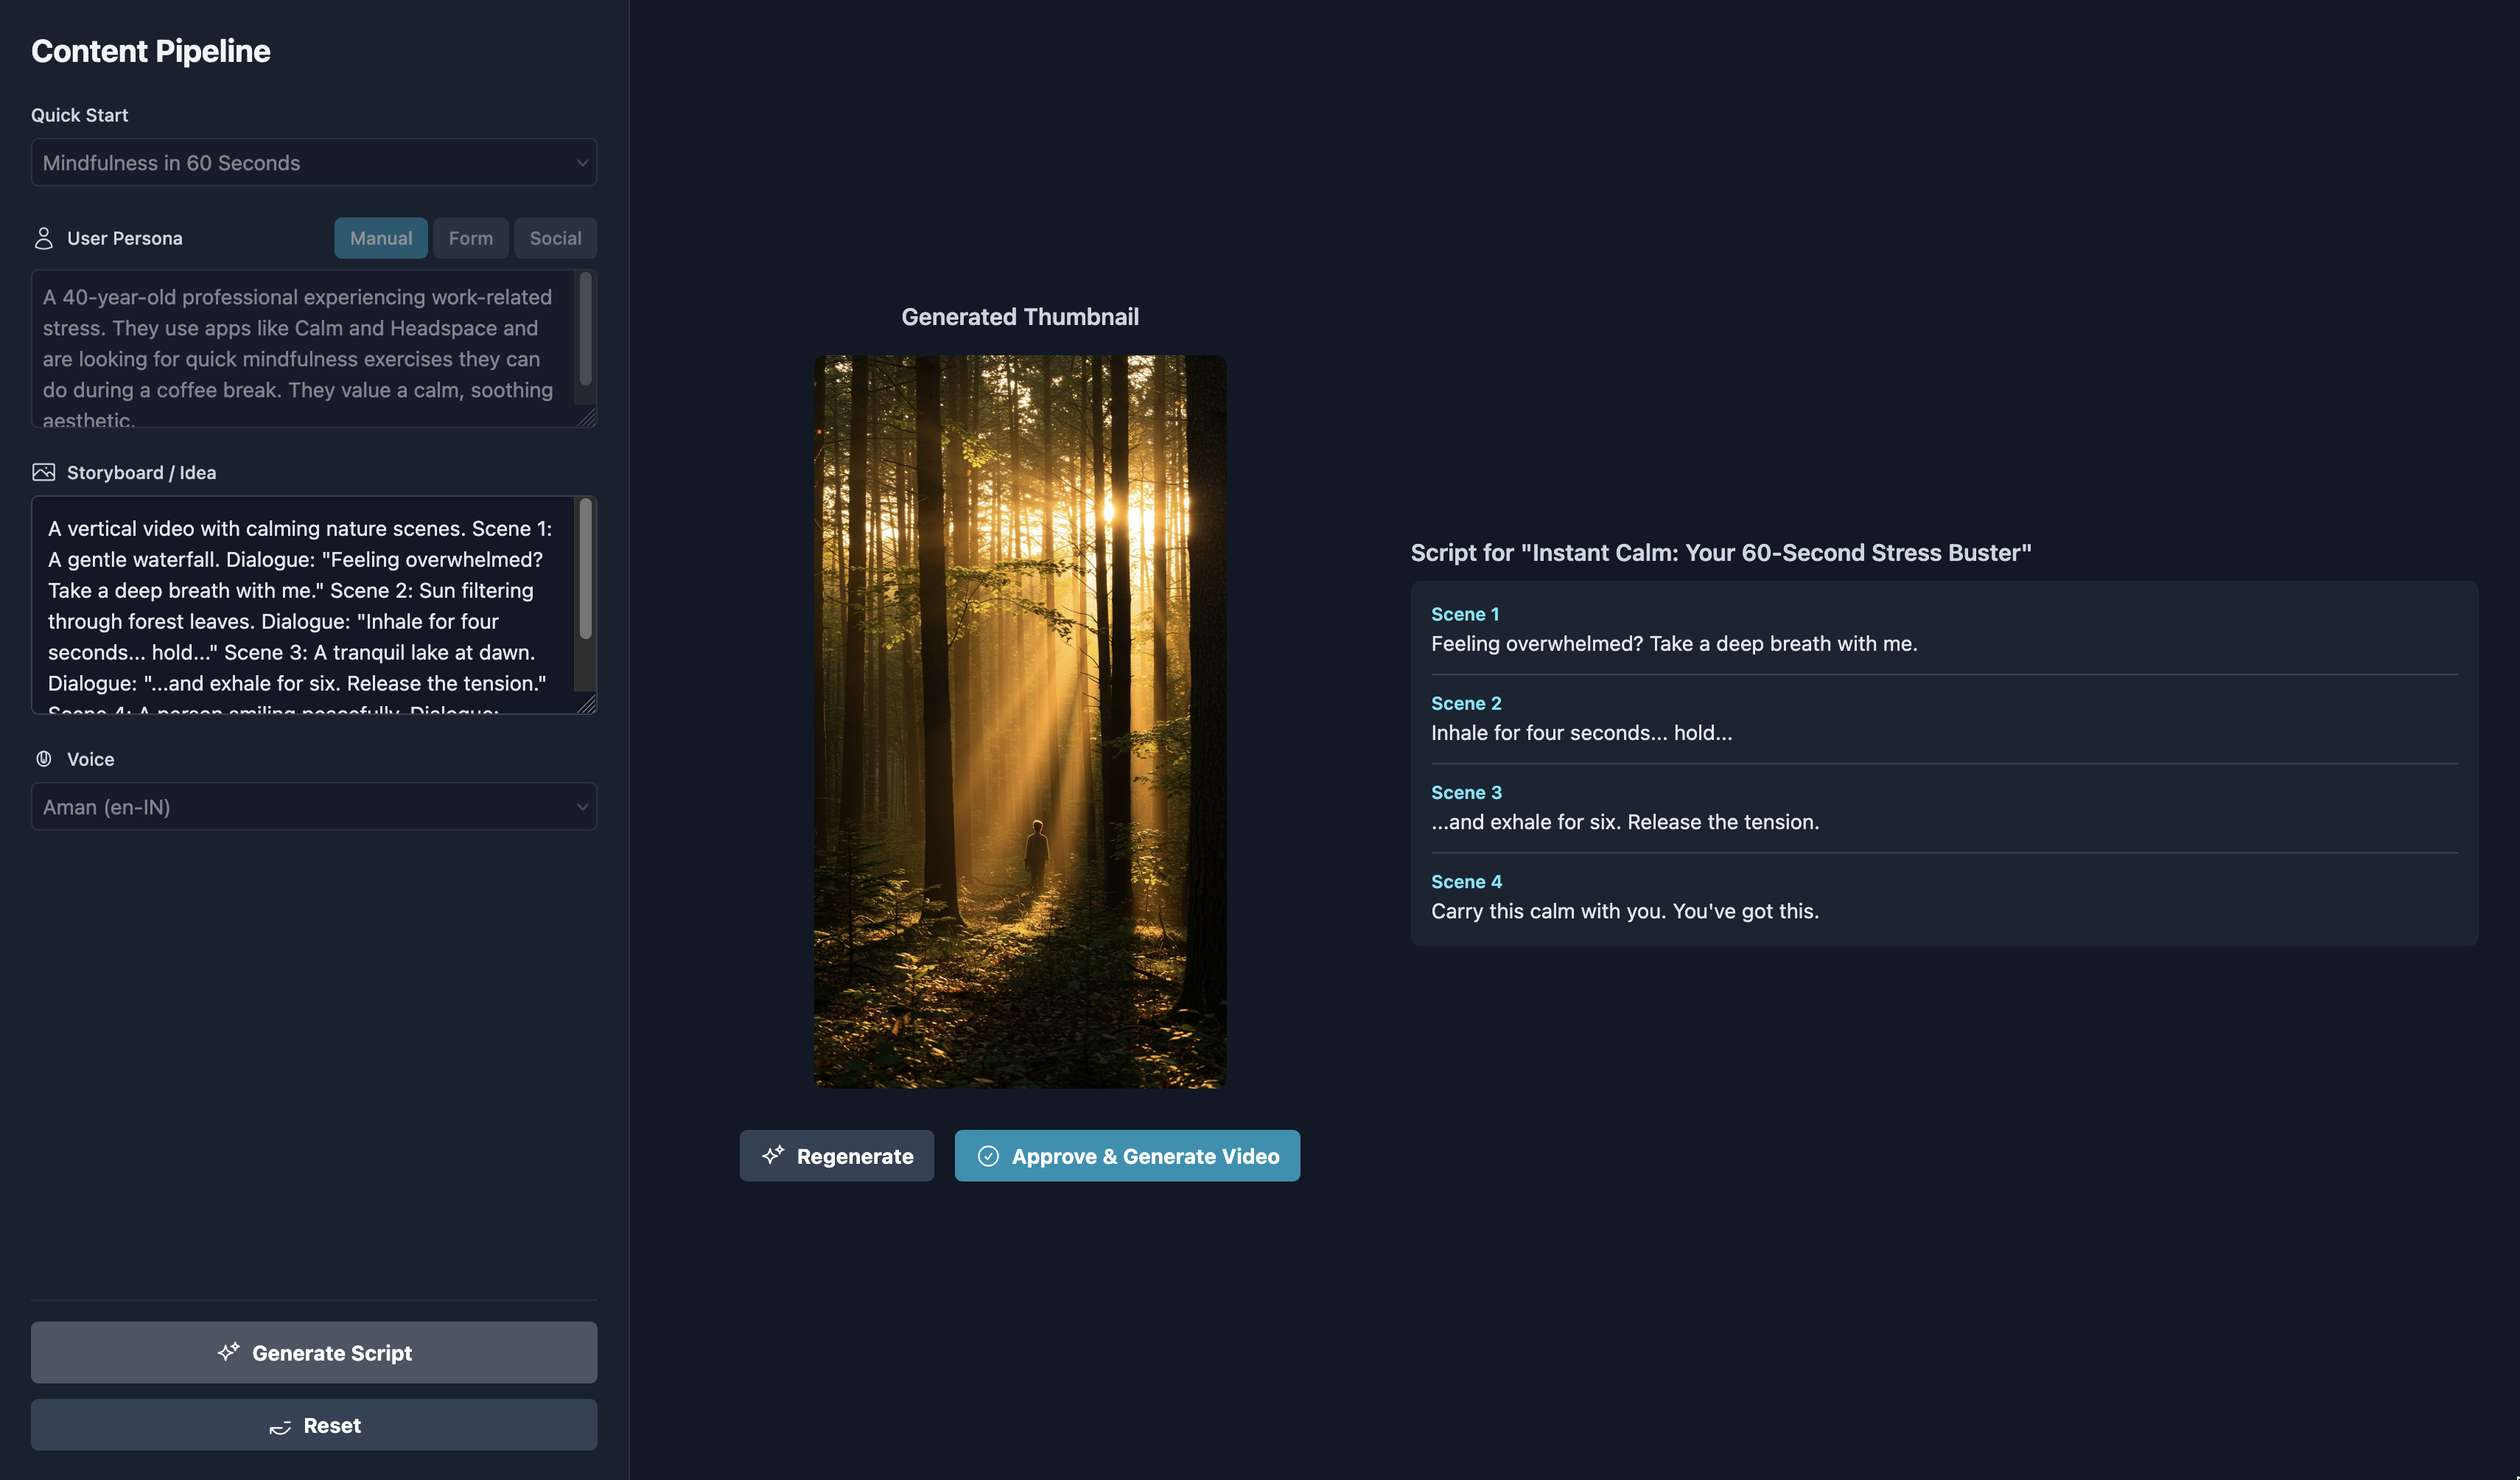 Content Pipeline
Quick Start
Mindfulness in 60 Seconds
User Persona
Manual
Form
Social
A 40-year-old professional experiencing work-related
stress. They use apps like Calm and Headspace and
are looking for quick mindfulness exercises they can
do during a coffee break. They value a calm, soothing
aesthetic.
Storyboard / Idea
A vertical video with calming nature scenes. Scene 1:
A gentle waterfall. Dialogue: "Feeling overwhelmed?
Take a deep breath with me." Scene 2: Sun filtering
through forest leaves. Dialogue: "Inhale for four
seconds... hold..." Scene 3: A tranquil lake at dawn.
Dialogue: "...and exhale for six. Release the tension."
Scene 4: A person smiling peacefully. Dialogue:
Voice
Aman (en-IN)
Generate Script
Reset
Generated Thumbnail
Regenerate
Approve & Generate Video
Script for "Instant Calm: Your 60-Second Stress Buster"
Scene 1
Feeling overwhelmed? Take a deep breath with me.
Scene 2
Inhale for four seconds... hold...
Scene 3
...and exhale for six. Release the tension.
Scene 4
Carry this calm with you. You've got this.